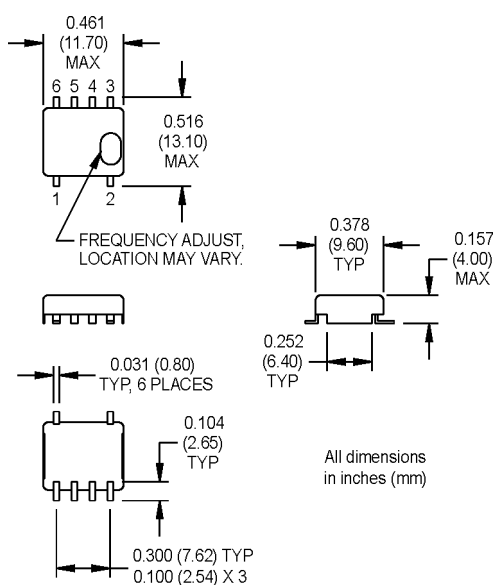 0.461
(11.70)
MAX
6 5 4 3
0.516
(13.10)
MAX
1 2
FREQUENCY ADJUST,
LOCATION MAY VARY.
0.378
(9.60)
TYP
0.157
(4.00)
MAX
0.252
(6.40)
TYP
0.031 (0.80)
TYP, 6 PLACES
0.104
(2.65)
TYP
All dimensions
in inches (mm)
0.300 (7.62) TYP
0.100 (2.54) X 3